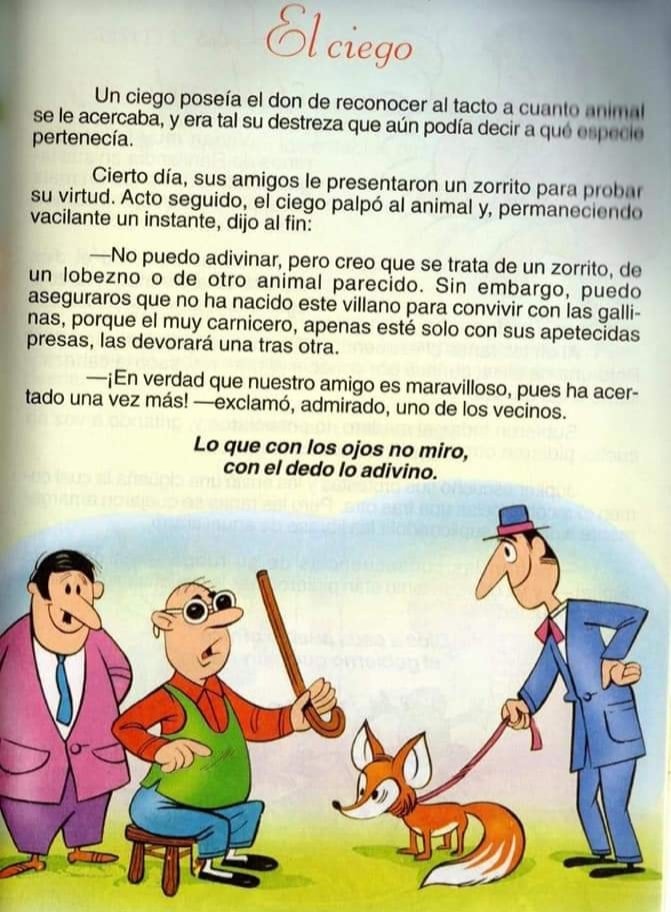 El ciego
Un ciego poseía el don de reconocer al tacto a cuanto animal
se le acercaba, y era tal su destreza que aún podía decir a qué especie
pertenecía.
Cierto día, sus amigos le presentaron un zorrito para probar
su virtud. Acto seguido, el ciego palpó al animal y, permaneciendo
vacilante un instante, dijo al fin:
—No puedo adivinar, pero creo que se trata de un zorrito, de
un lobezno o de otro animal parecido. Sin embargo, puedo
aseguraros que no ha nacido este villano para convivir con las galli-
nas, porque el muy carnicero, apenas esté solo con sus apetecidas
presas, las devorará una tras otra.
—¡En verdad que nuestro amigo es maravilloso, pues ha acer-
tado una vez más! —exclamó, admirado, uno de los vecinos.
Lo que con los ojos no miro,
con el dedo lo adivino.